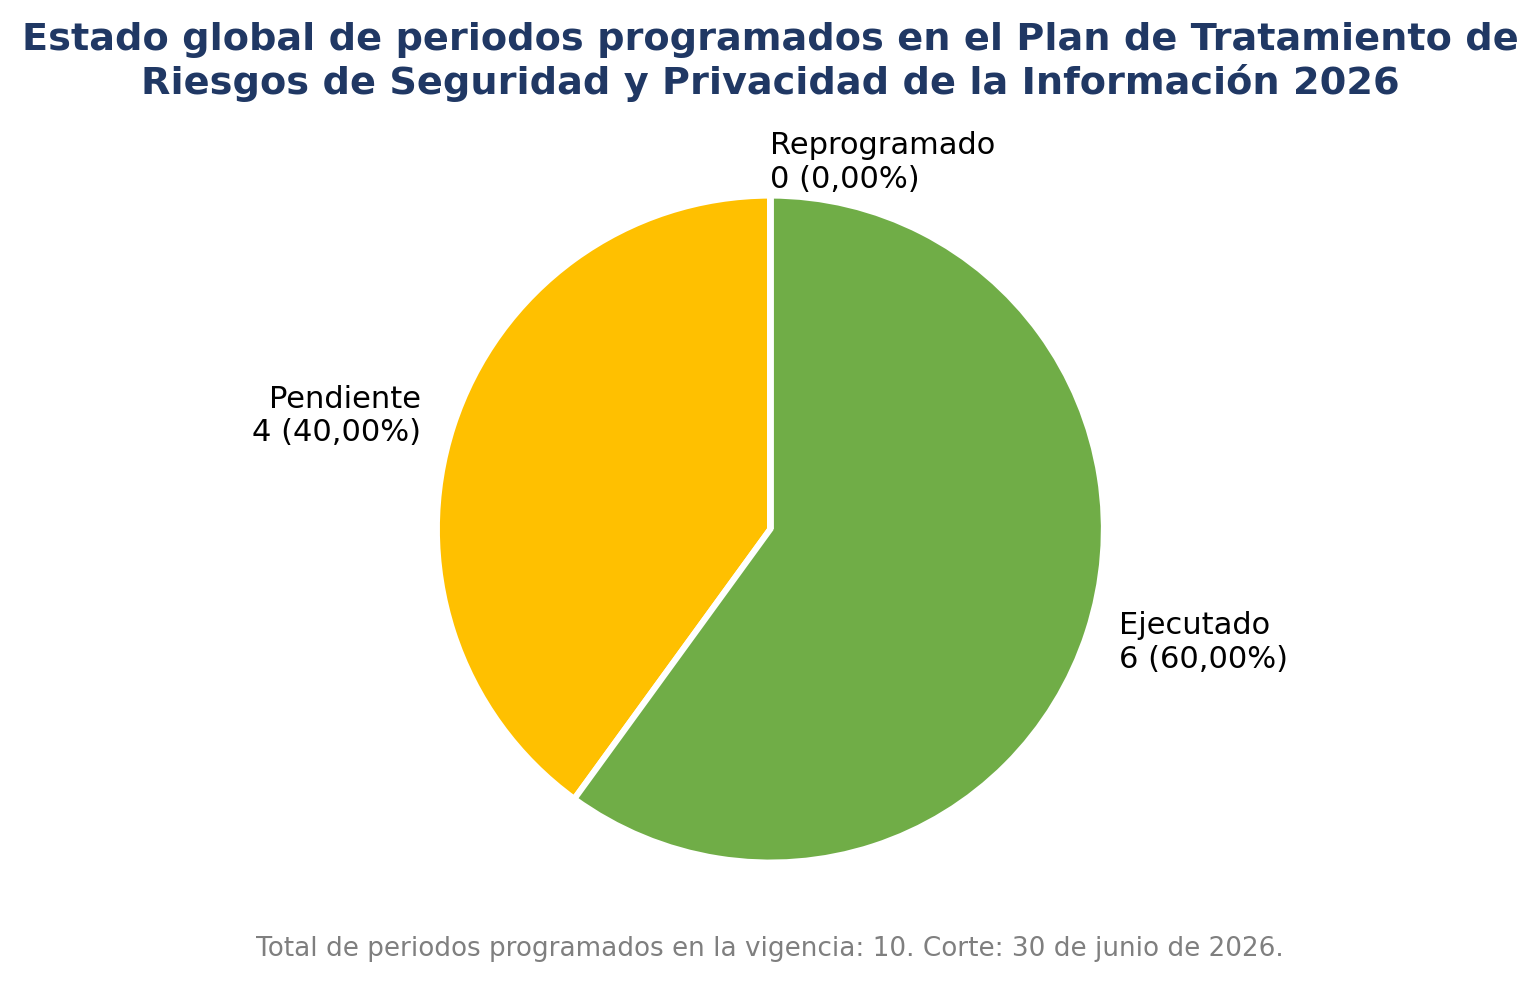 Estado global de periodos programados en el Plan de Tratamiento de
Riesgos de Seguridad y Privacidad de la Información 2026
Reprogramado
0 (0,00%)
Pendiente
4 (40,00%)
Ejecutado
6 (60,00%)
Total de periodos programados en la vigencia: 10. Corte: 30 de junio de 2026.